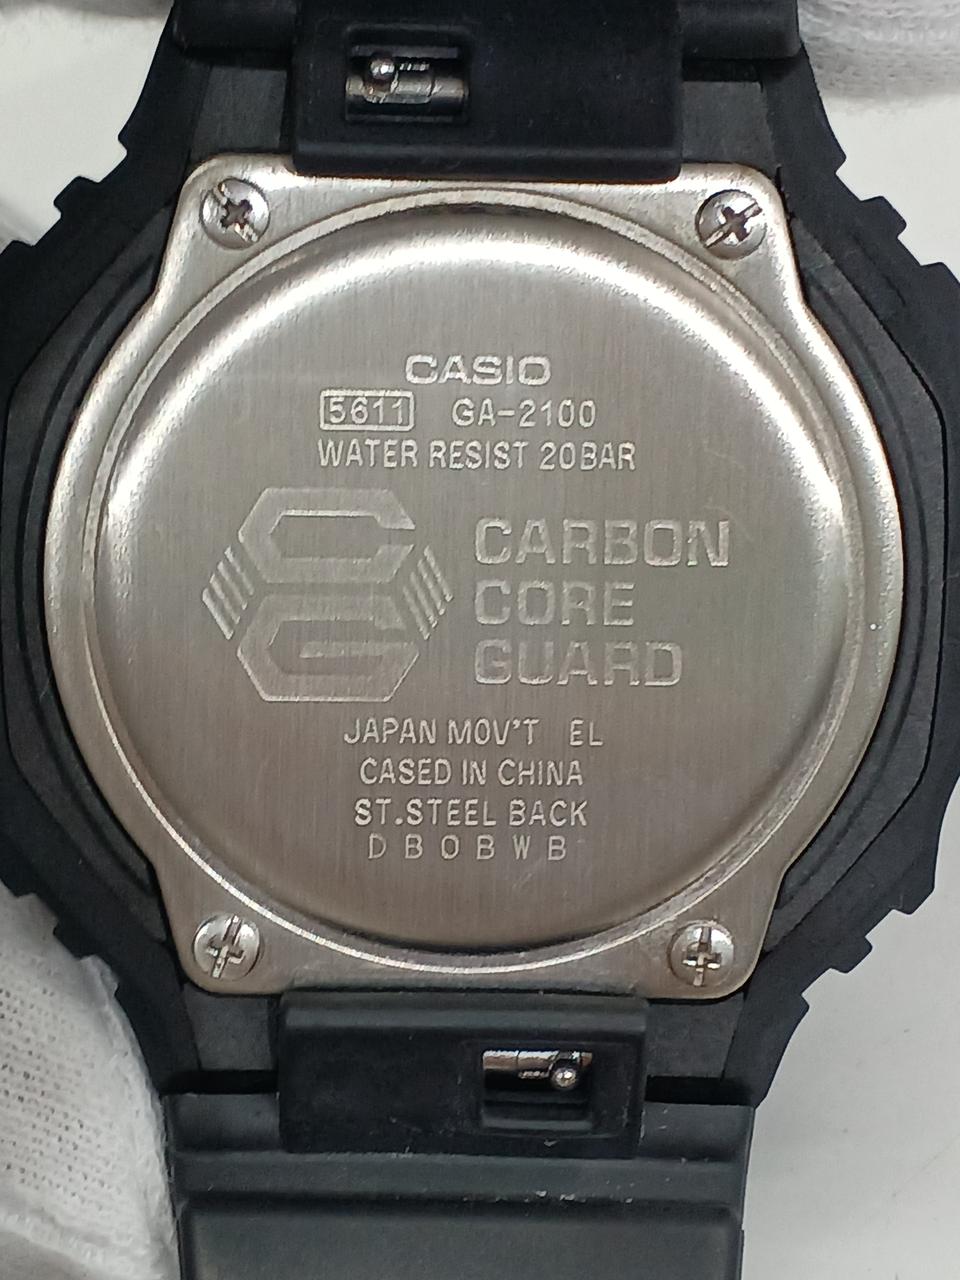 CASIO
5611 GA-2100
WATER RESIST 20BAR
CARBON
CORE
GUARD
JAPAN MOV'T EL
CASED IN CHINA
ST.STEEL BACK
D B O B W B